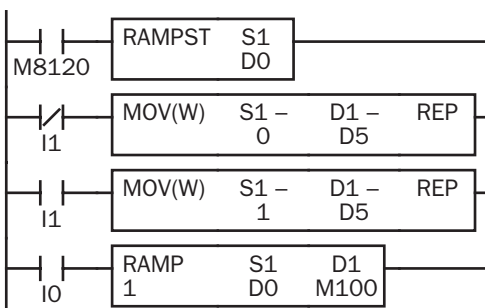 RAMPST S1
M8120 D0
MOV(W) S1 – D1 – REP
I1 0 D5
MOV(W) S1 – D1 – REP
I1 1 D5
RAMP S1 D1
I0 1 D0 M100